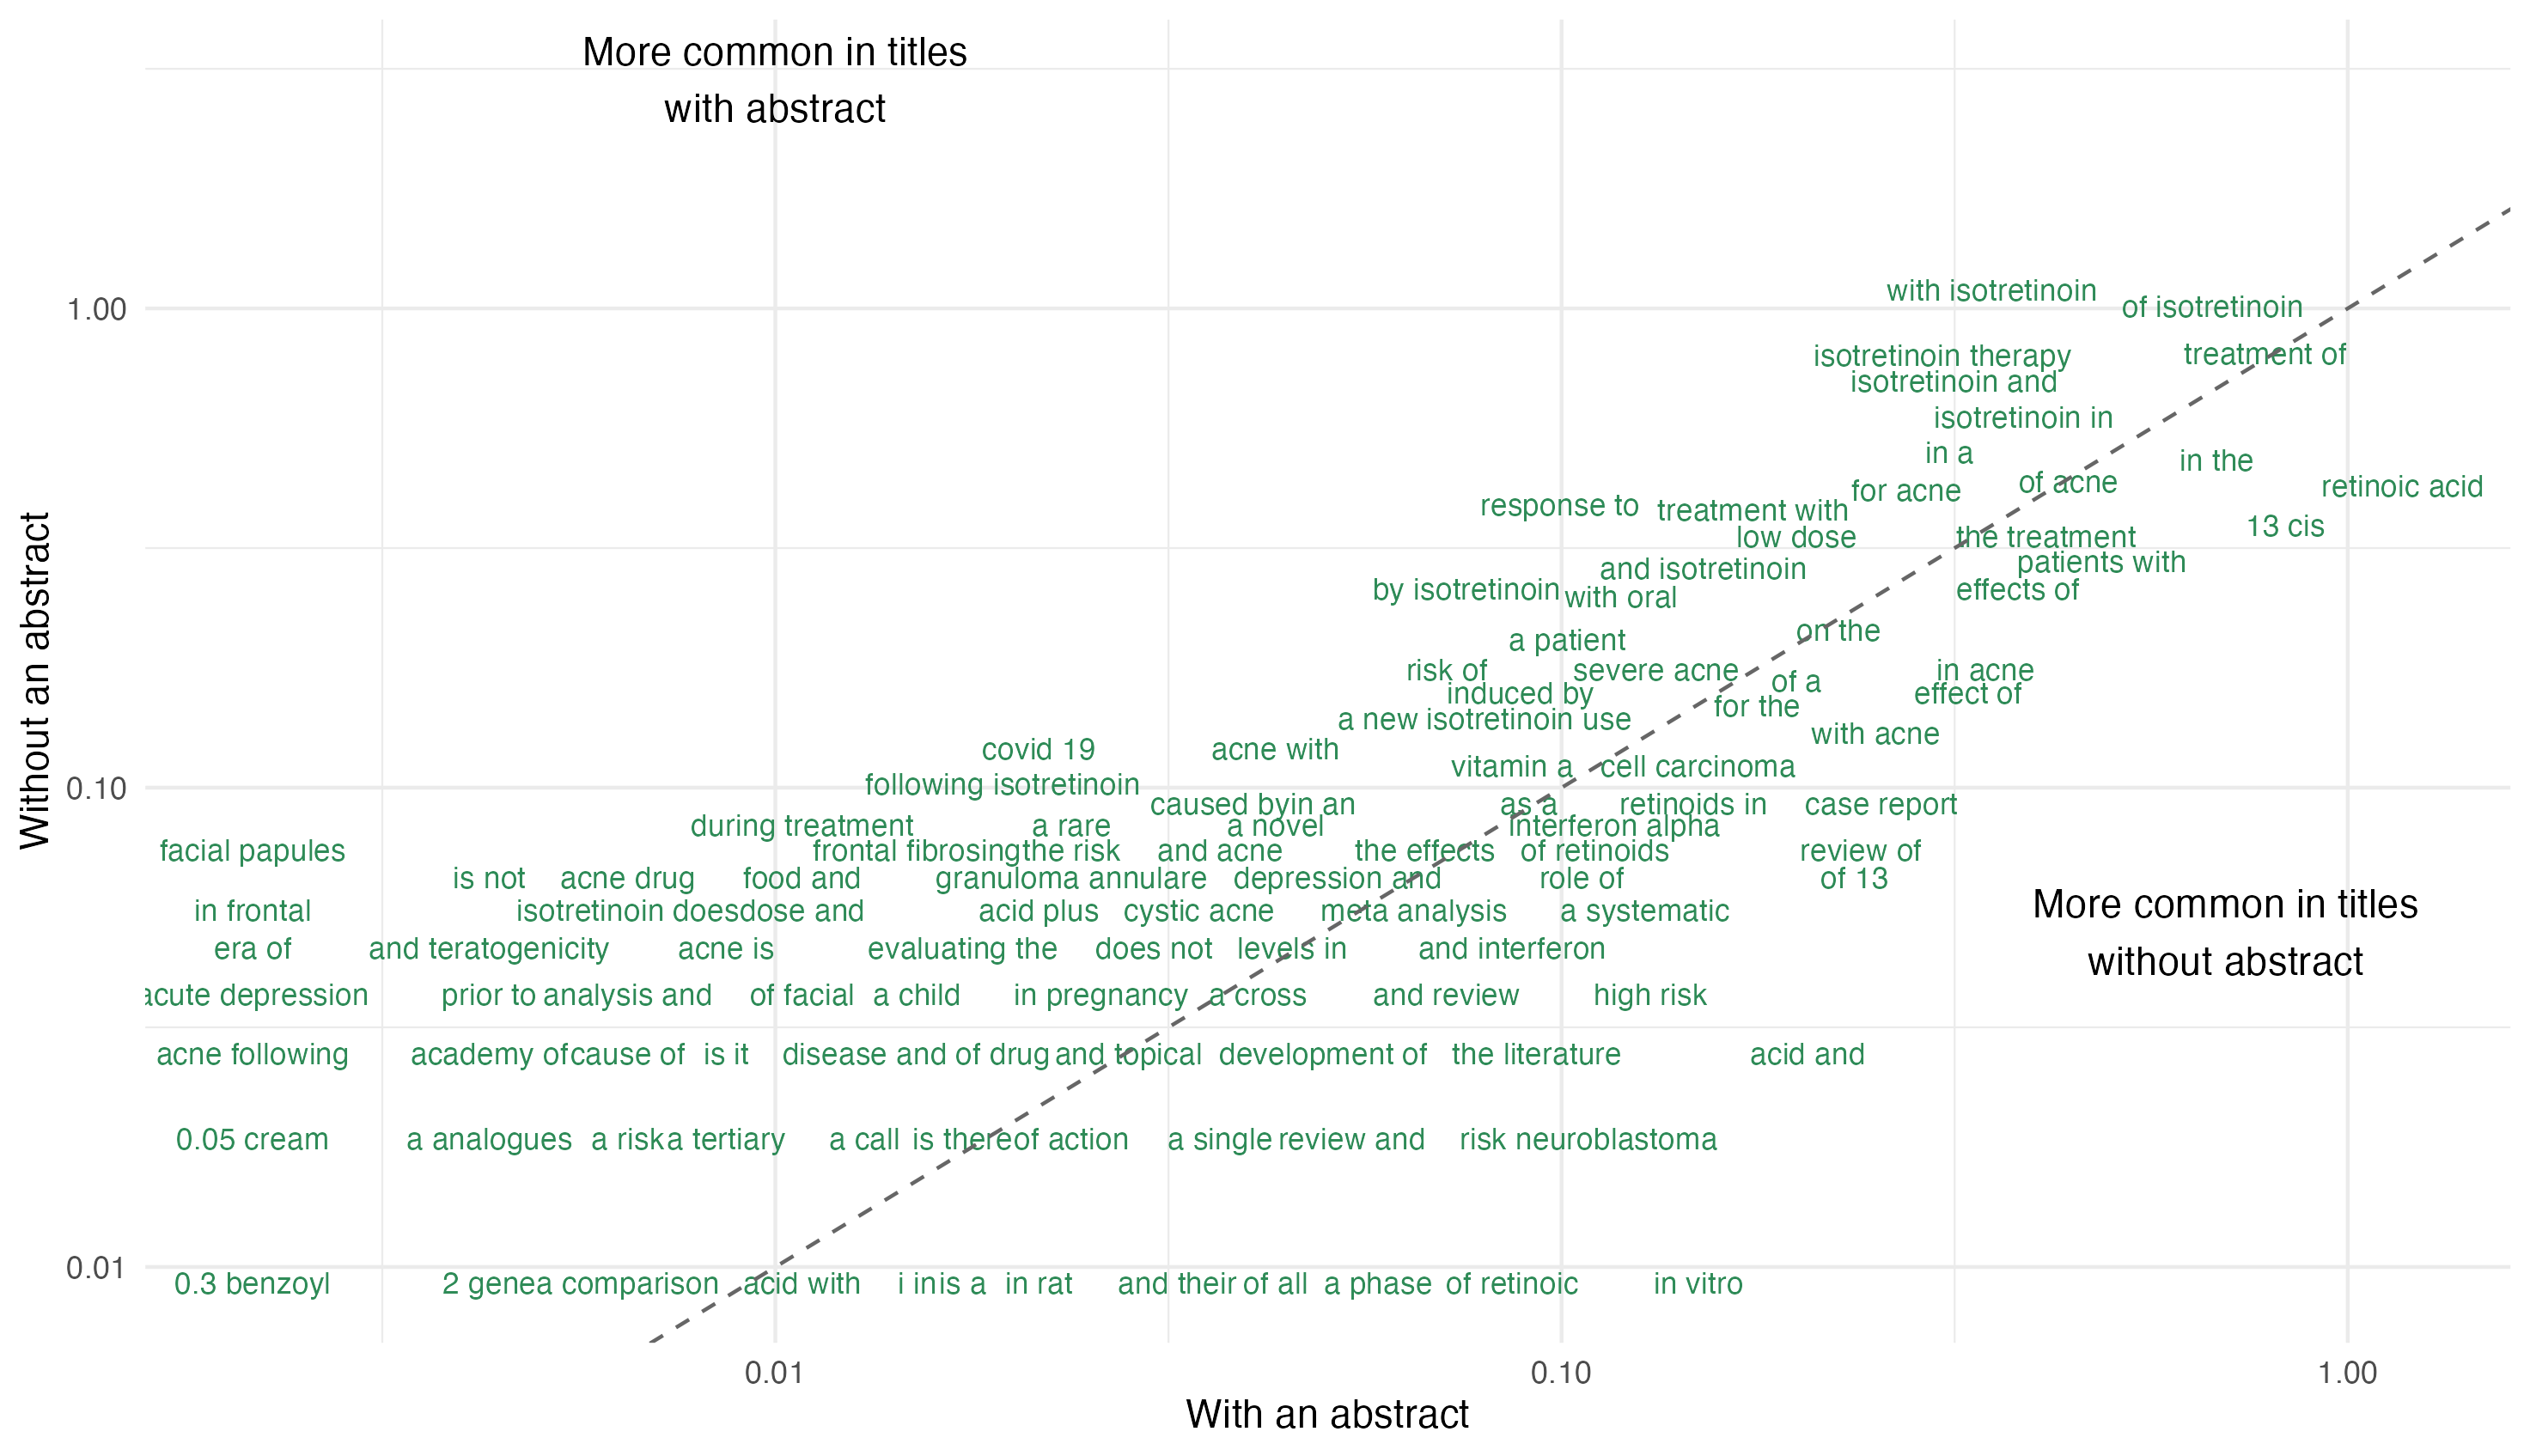 More common in titles
with abstract
with isotretinoin
1.00
of isotretinoin
isotretinoin therapy
treatment of
isotretinoin and
isotretinoin in
in a
in the
of acne
retinoic acid
for acne
response to
treatment with
13 cis
low dose
the treatment
patients with
and isotretinoin
by isotretinoin
effects of
with oral
on the
a patient
risk of
severe acne
in acne
of a
induced by
effect of
for the
a new isotretinoin use
with acne
covid 19
acne with
vitamin a
cell carcinoma
following isotretinoin
0.10
caused by in an
as a
retinoids in
case report
during treatment
a rare
a novel
interferon alpha
facial papules
frontal fibrosing the risk
and acne
the effects
of retinoids
review of
is not
acne drug
food and
granuloma annulare
depression and
role of
of 13
in frontal
isotretinoin does dose and
acid plus
cystic acne
meta analysis
a systematic
More common in titles
without abstract
era of
and teratogenicity
acne is
evaluating the
does not
levels in
and interferon
acute depression
prior to analysis and
of facial
a child
in pregnancy
a cross
and review
high risk
acne following
academy of cause of
is it
disease and of drug and topical
development of
the literature
acid and
0.05 cream
a analogues
a risk a tertiary
a call
is there of action
a single review and
risk neuroblastoma
0.01
0.3 benzoyl
2 gene a comparison
acid with
i in is a
in rat
and their of all
a phase
of retinoic
in vitro
0.01
0.10
1.00
With an abstract
Without an abstract